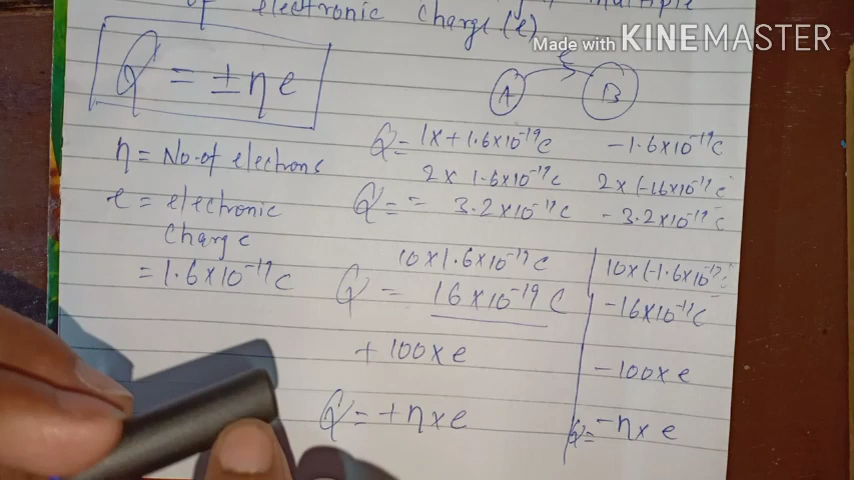 multiple
of electronic charge (e)
Made with KINEMASTER
Q = ±ηe
e
A B
η = No. of electrons
e = electronic
charge
= 1.6×10⁻¹⁹C
Q = 1× +1.6×10⁻¹⁹C -1.6×10⁻¹⁹C
2 × 1.6×10⁻¹⁹C 2×(-1.6×10⁻¹⁹C
Q = = 3.2×10⁻¹⁹C -3.2×10⁻¹⁹C
10×1.6×10⁻¹⁹C 10×(-1.6×10⁻¹⁹C
Q = 16×10⁻¹⁹C -16×10⁻¹⁹C
+ 100×e - 100×e
Q = +η×e Q = -η×e